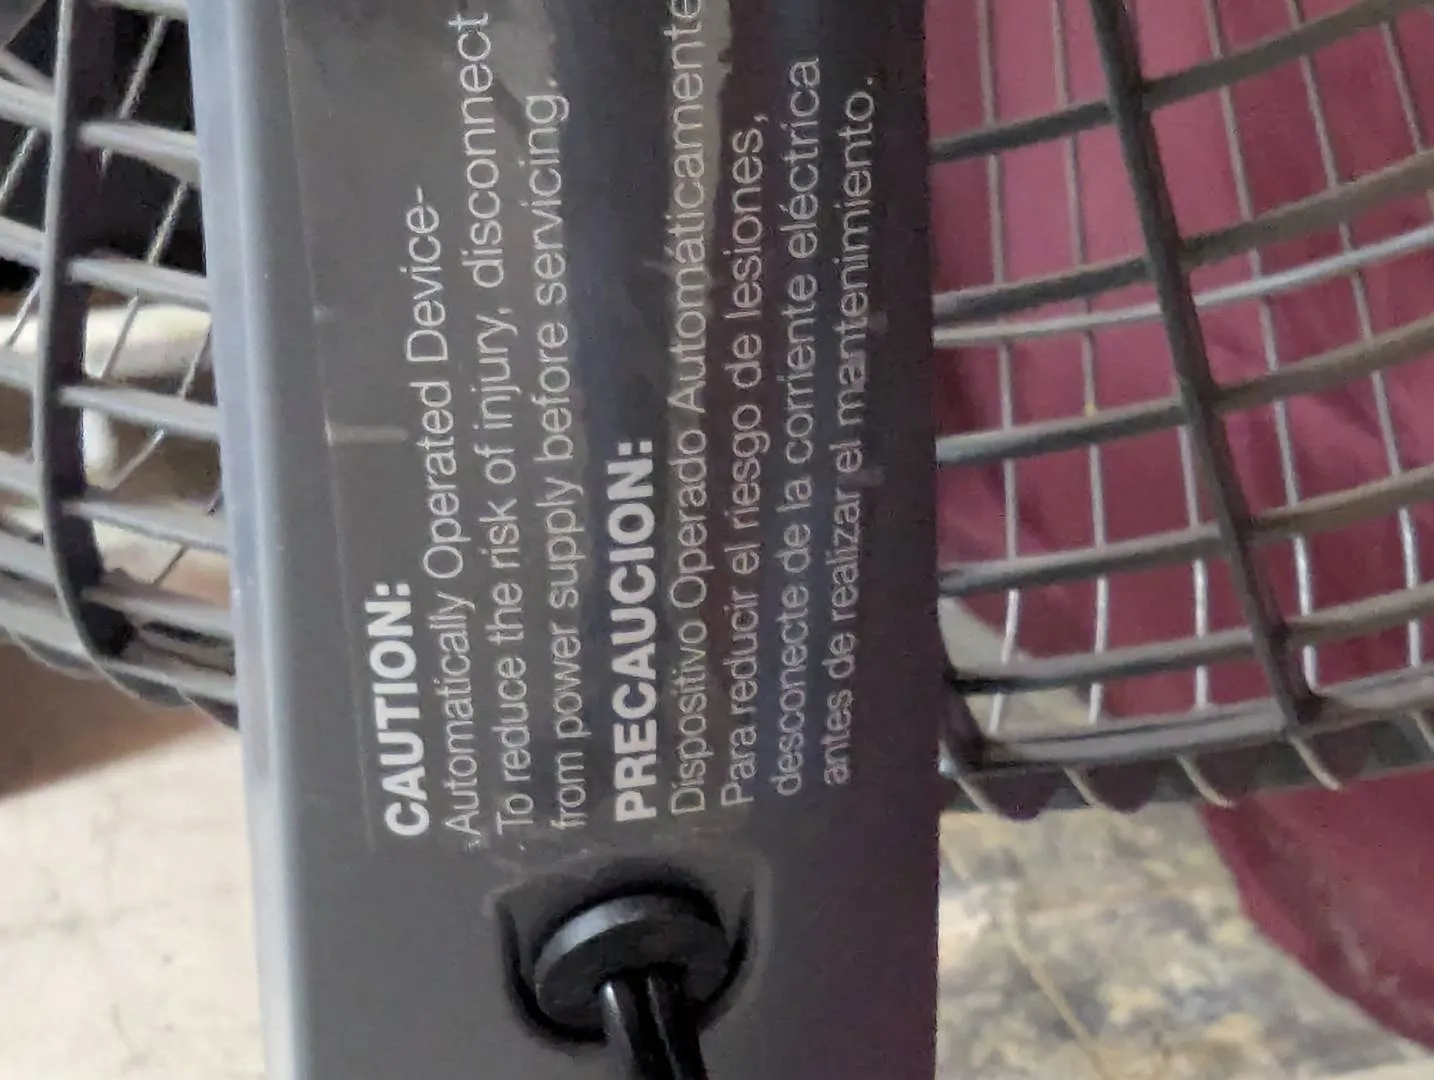 CAUTION:
Automatically Operated Device-
To reduce the risk of injury, disconnect
from power supply before servicing.
PRECAUCION:
Dispositivo Operado Automáticamente
Para reducir el riesgo de lesiones,
desconecte de la corriente eléctrica
antes de realizar el mantenimiento.